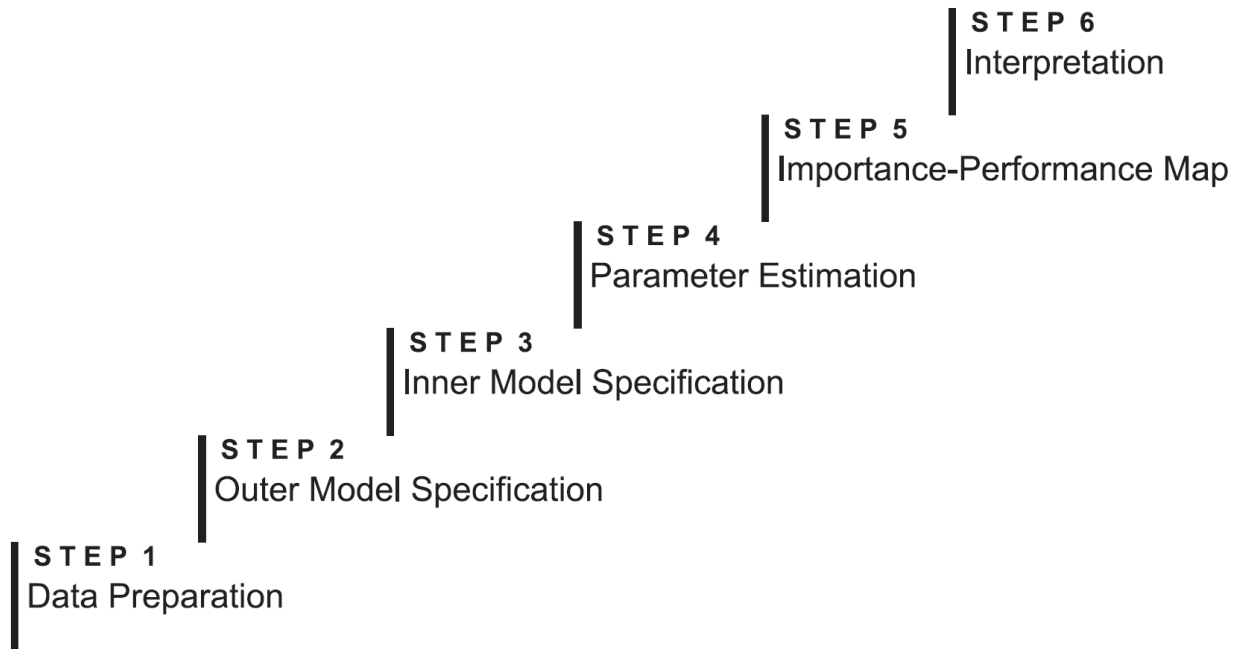 STEP 6
Interpretation
STEP 5
Importance-Performance Map
STEP 4
Parameter Estimation
STEP 3
Inner Model Specification
STEP 2
Outer Model Specification
STEP 1
Data Preparation